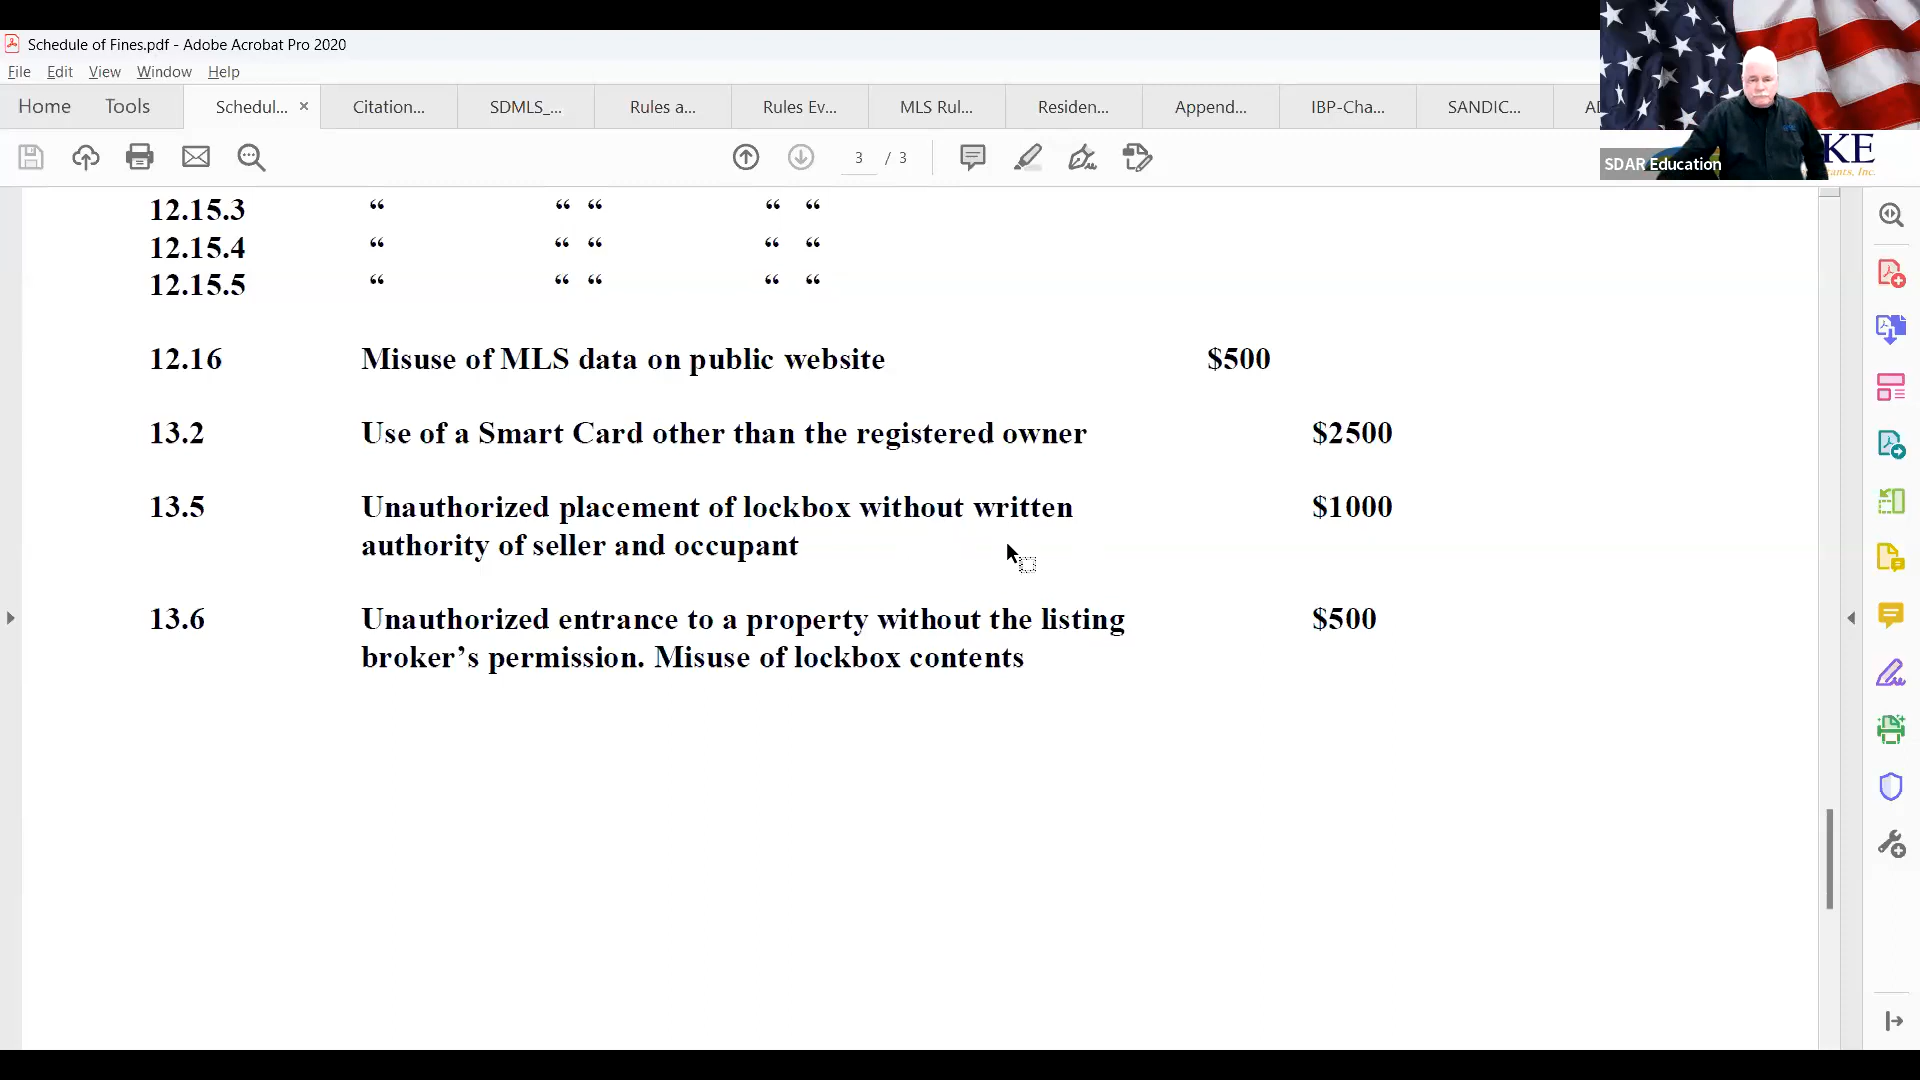 Schedule of Fines.pdf - Adobe Acrobat Pro 2020
File Edit View Window Help
Home Tools Schedul... × Citation... SDMLS_... Rules a... Rules Ev... MLS Rul... Residen... Append... IBP-Cha... SANDIC...
3 / 3
KE
SDAR Education
12.15.3 “ “ “ “ “
12.15.4 “ “ “ “ “
12.15.5 “ “ “ “ “
12.16 Misuse of MLS data on public website $500
13.2 Use of a Smart Card other than the registered owner $2500
13.5 Unauthorized placement of lockbox without written $1000
authority of seller and occupant
13.6 Unauthorized entrance to a property without the listing $500
broker’s permission. Misuse of lockbox contents